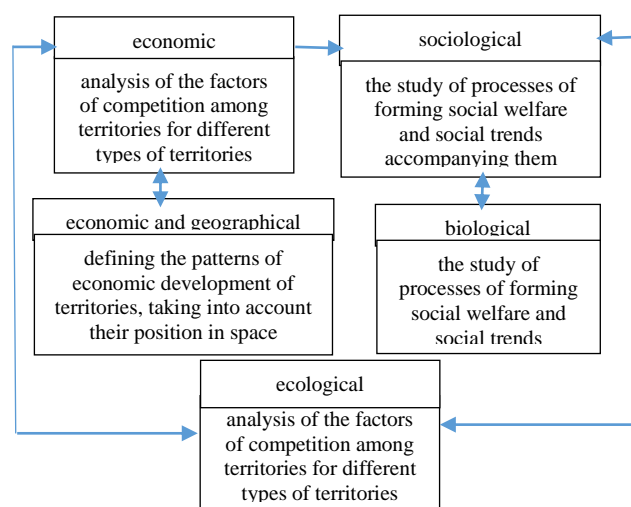 economic
analysis of the factors
of competition among
territories for different
types of territories
sociological
the study of processes of
forming social welfare
and social trends
accompanying them
economic and geographical
defining the patterns of
economic development of
territories, taking into account
their position in space
biological
the study of
processes of forming
social welfare and
social trends
ecological
analysis of the factors
of competition among
territories for different
types of territories